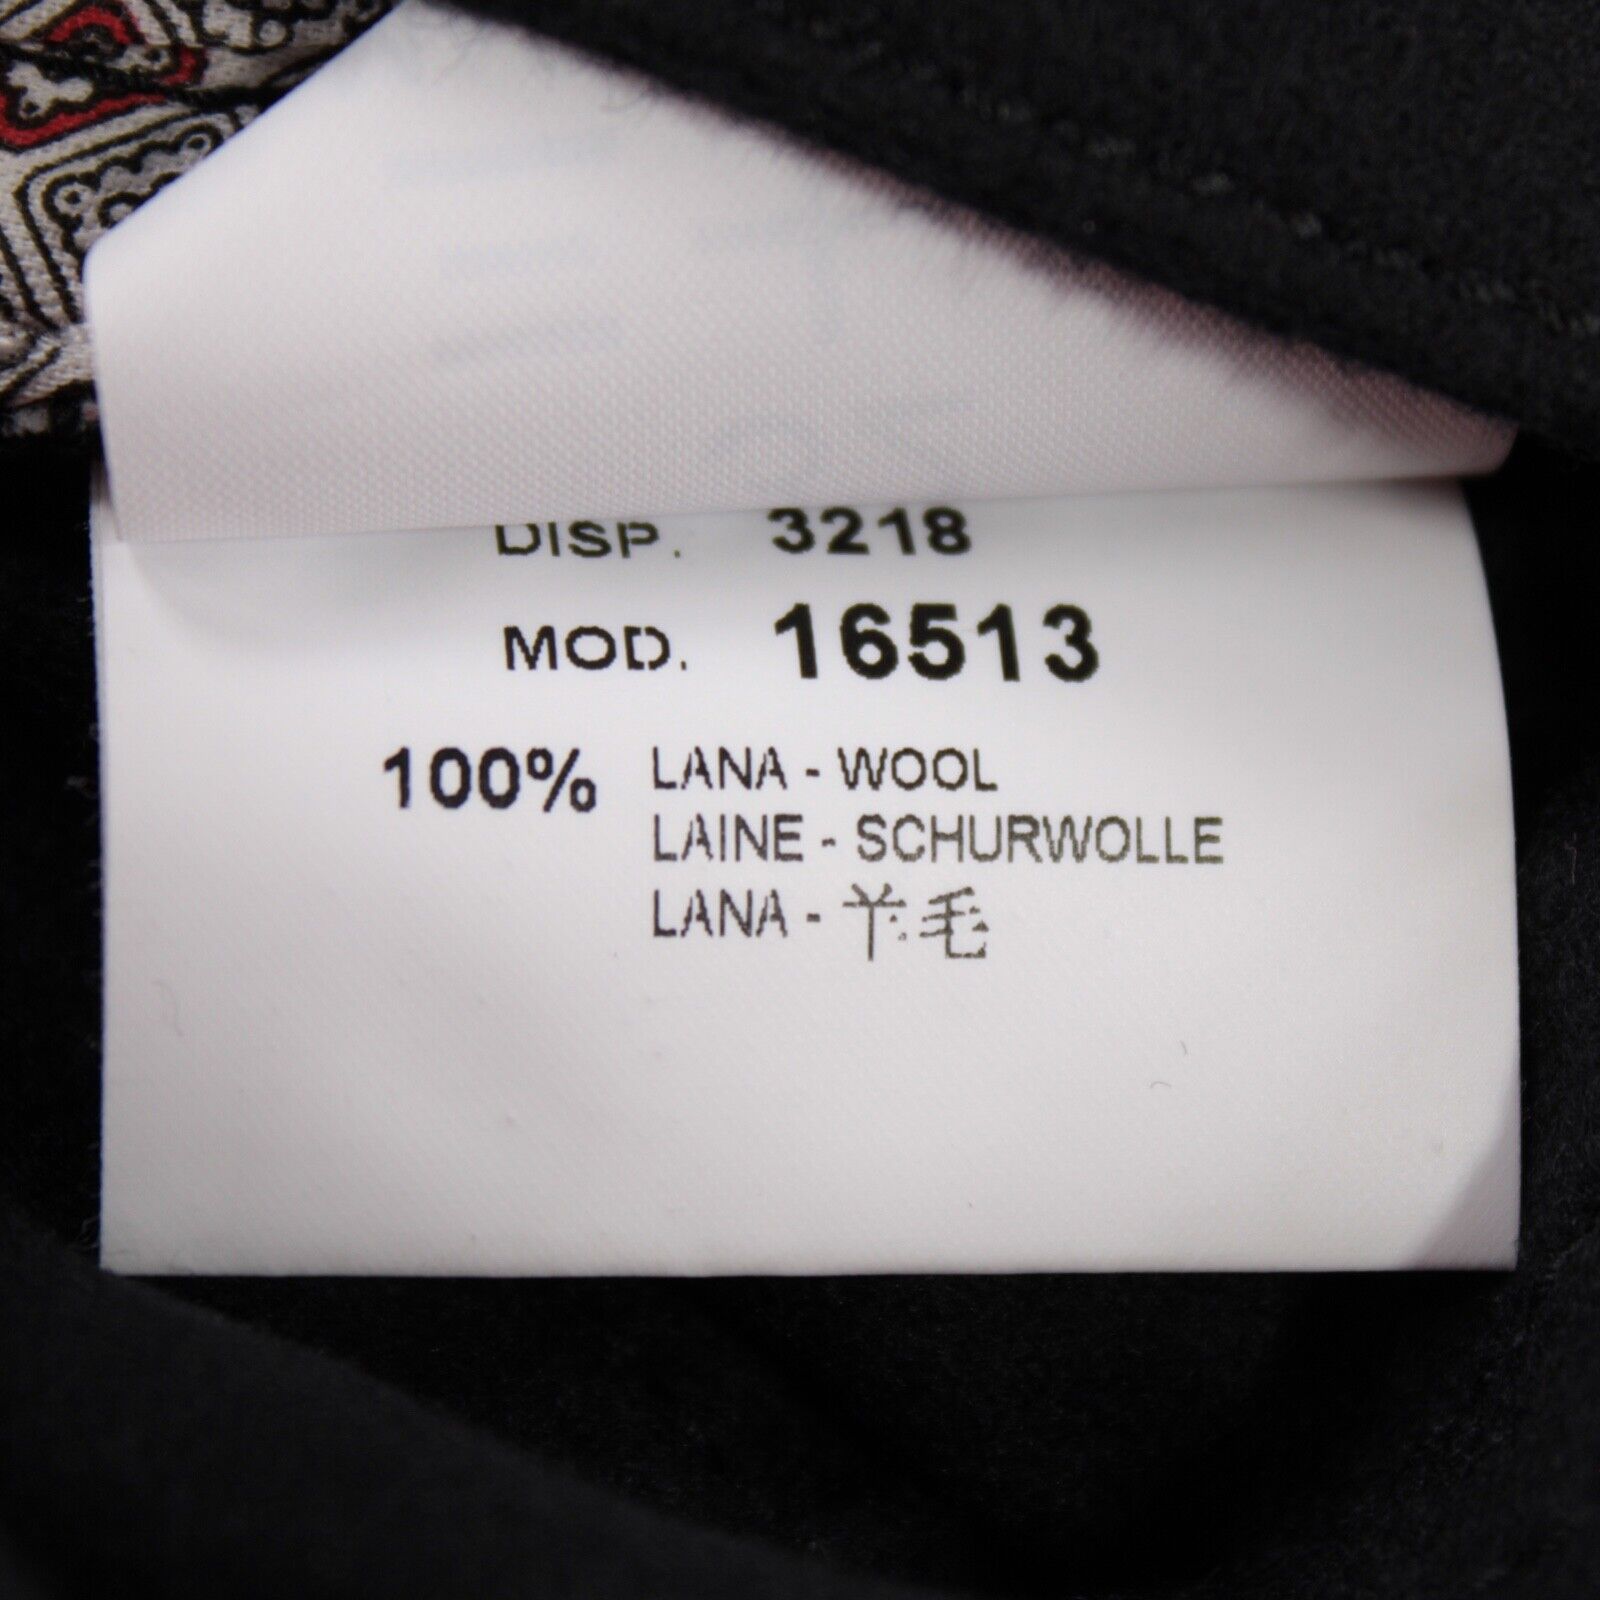 DISP. 3218
MOD. 16513
100% LANA - WOOL
LAINE - SCHURWOLLE
LANA - 羊毛